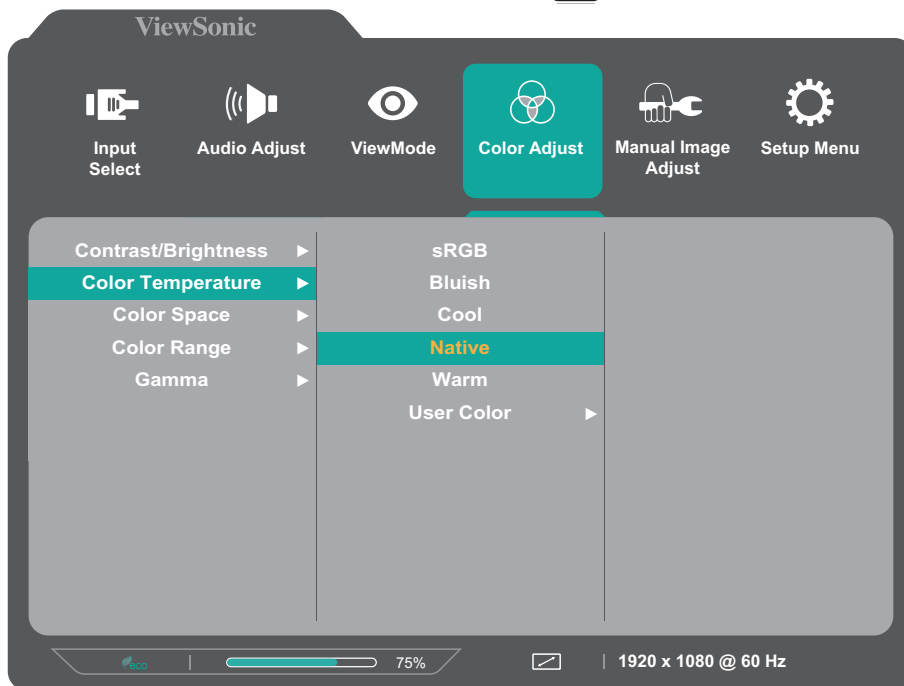 ViewSonic
Input
Select
Audio Adjust
ViewMode
Color Adjust
Manual Image
Adjust
Setup Menu
Contrast/Brightness
Color Temperature
Color Space
Color Range
Gamma
sRGB
Bluish
Cool
Native
Warm
User Color
eco
75%
1920 x 1080 @ 60 Hz